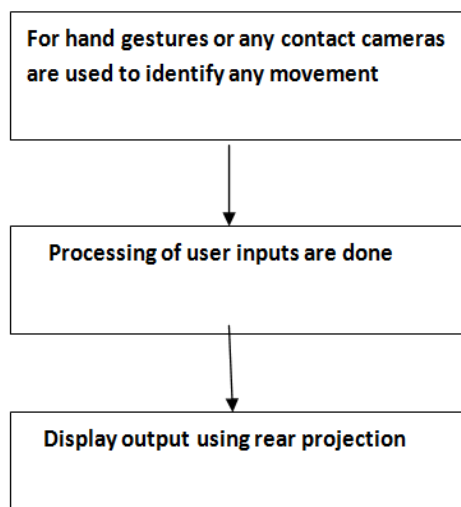 For hand gestures or any contact cameras
are used to identify any movement
Processing of user inputs are done
Display output using rear projection